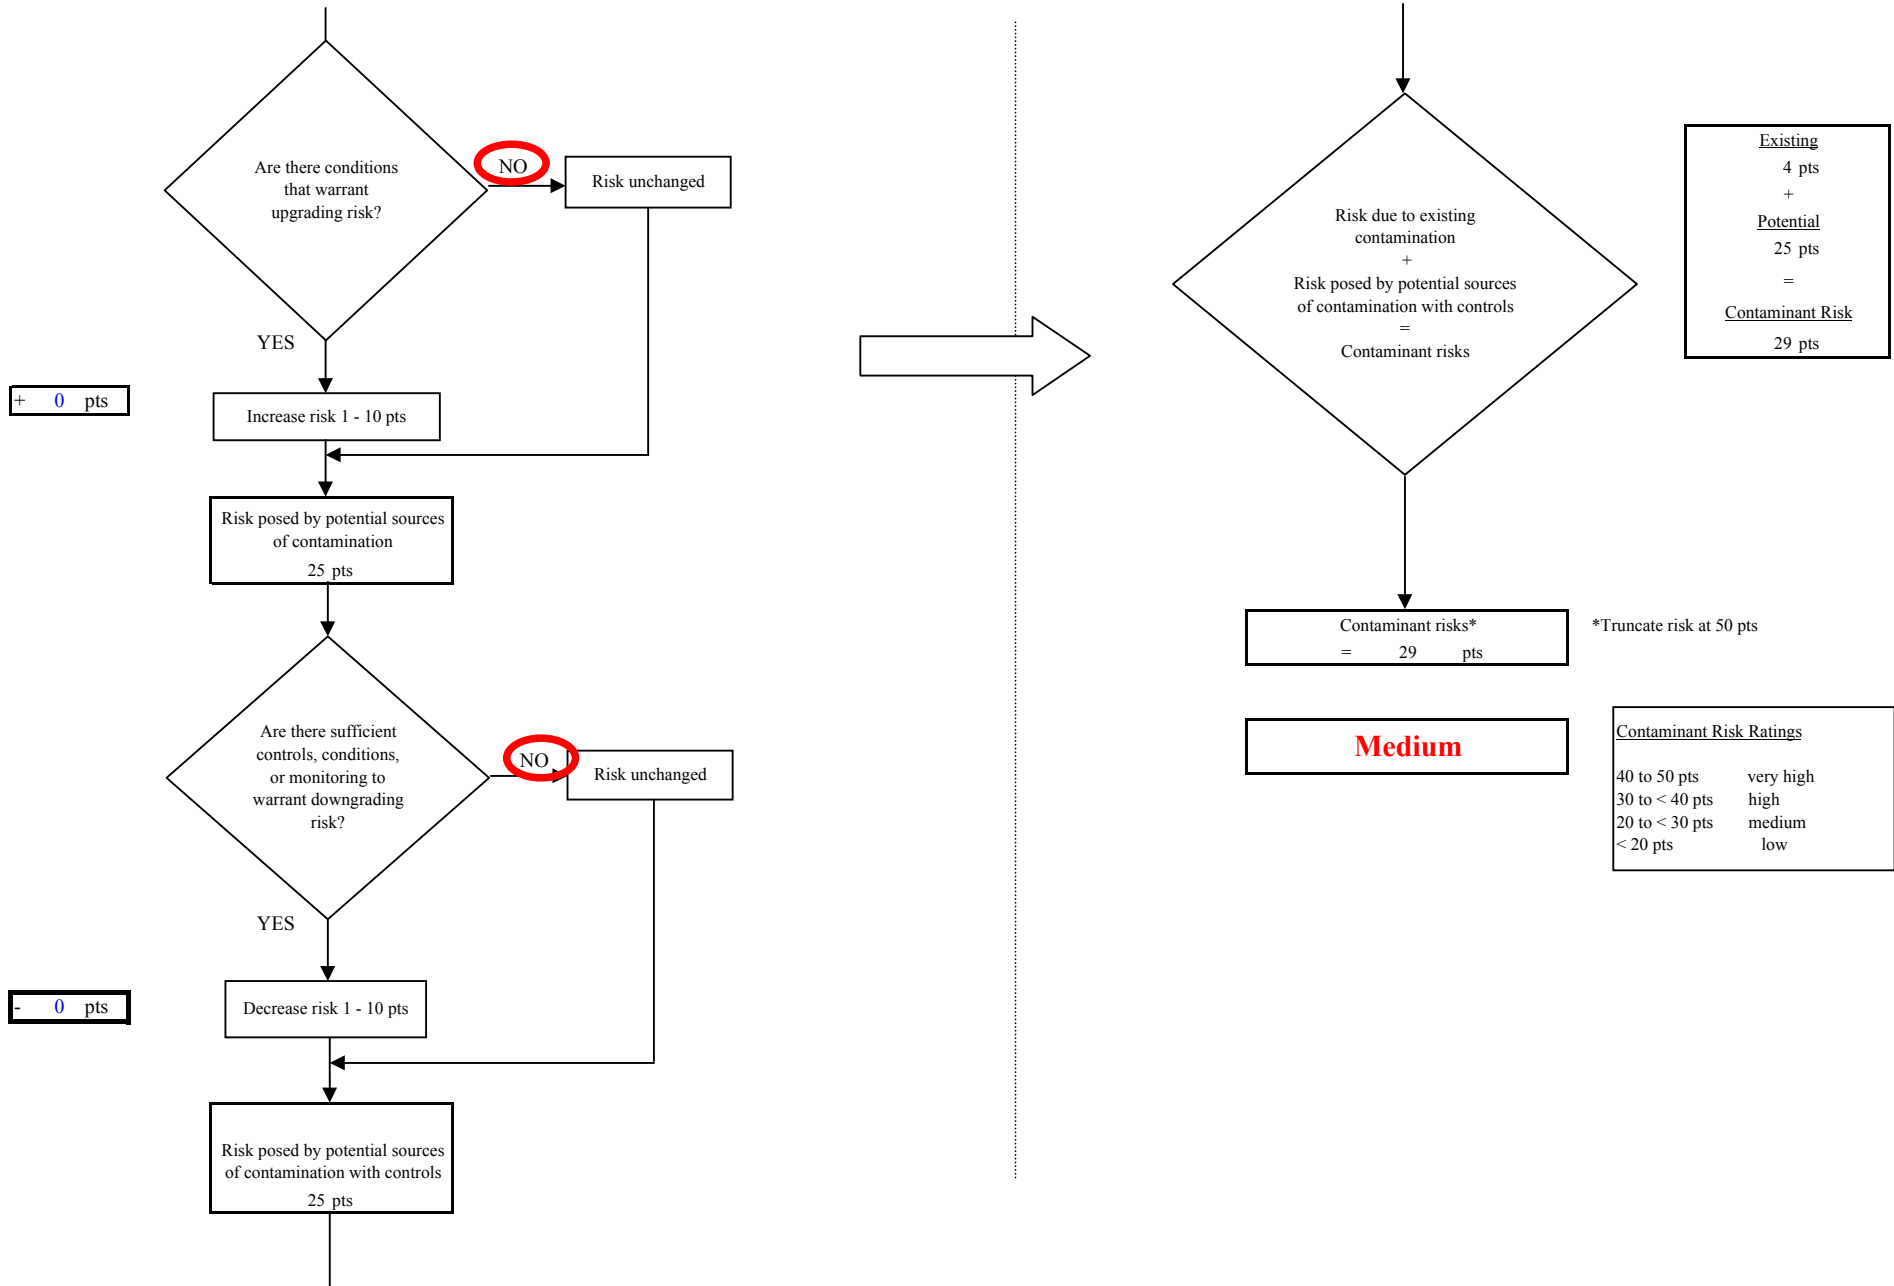 Are there conditions
that warrant
upgrading risk?
NO
Risk unchanged
YES
+ 0 pts
Increase risk 1 - 10 pts
Risk posed by potential sources
of contamination
25 pts
Are there sufficient
controls, conditions,
or monitoring to
warrant downgrading
risk?
NO
Risk unchanged
YES
- 0 pts
Decrease risk 1 - 10 pts
Risk posed by potential sources
of contamination with controls
25 pts
Risk due to existing
contamination
+
Risk posed by potential sources
of contamination with controls
=
Contaminant risks
Existing
4 pts
+
Potential
25 pts
=
Contaminant Risk
29 pts
Contaminant risks*
= 29 pts
*Truncate risk at 50 pts
Medium
Contaminant Risk Ratings
40 to 50 pts very high
30 to < 40 pts high
20 to < 30 pts medium
< 20 pts low